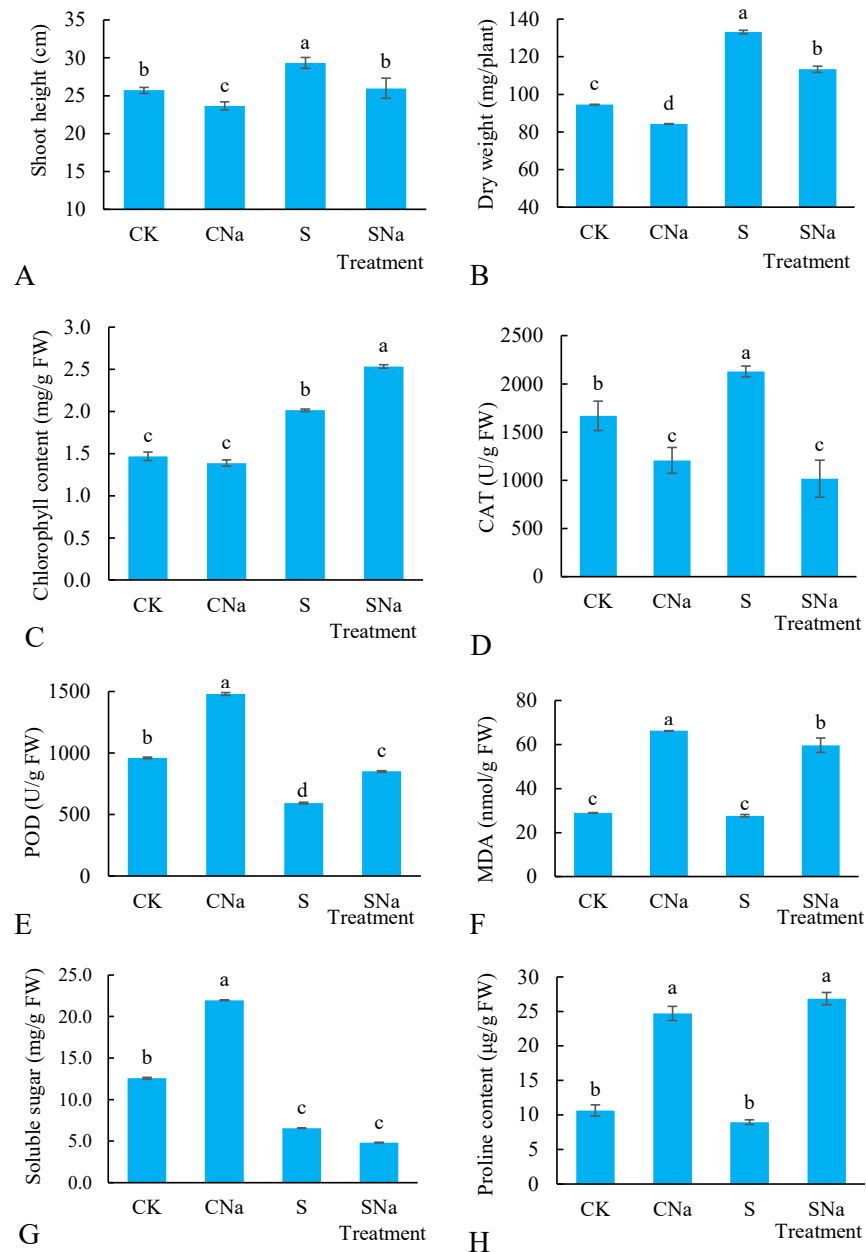 Shoot height (cm)
35
30
25
20
15
10
b
c
a
b
CK CNa S SNa
Treatment
A
Dry weight (mg/plant)
140
120
100
80
60
40
c
d
a
b
CK CNa S SNa
Treatment
B
Chlorophyll content (mg/g FW)
3.0
2.5
2.0
1.5
1.0
0.5
0.0
c
c
b
a
CK CNa S SNa
Treatment
C
CAT (U/g FW)
2500
2000
1500
1000
500
0
b
c
a
c
CK CNa S SNa
Treatment
D
POD (U/g FW)
1500
1000
500
0
b
a
d
c
CK CNa S SNa
Treatment
E
MDA (nmol/g FW)
80
60
40
20
0
c
a
c
b
CK CNa S SNa
Treatment
F
Soluble sugar (mg/g FW)
25.0
20.0
15.0
10.0
5.0
0.0
b
a
c
c
CK CNa S SNa
Treatment
G
Proline content (μg/g FW)
30
25
20
15
10
5
0
b
a
b
a
CK CNa S SNa
Treatment
H